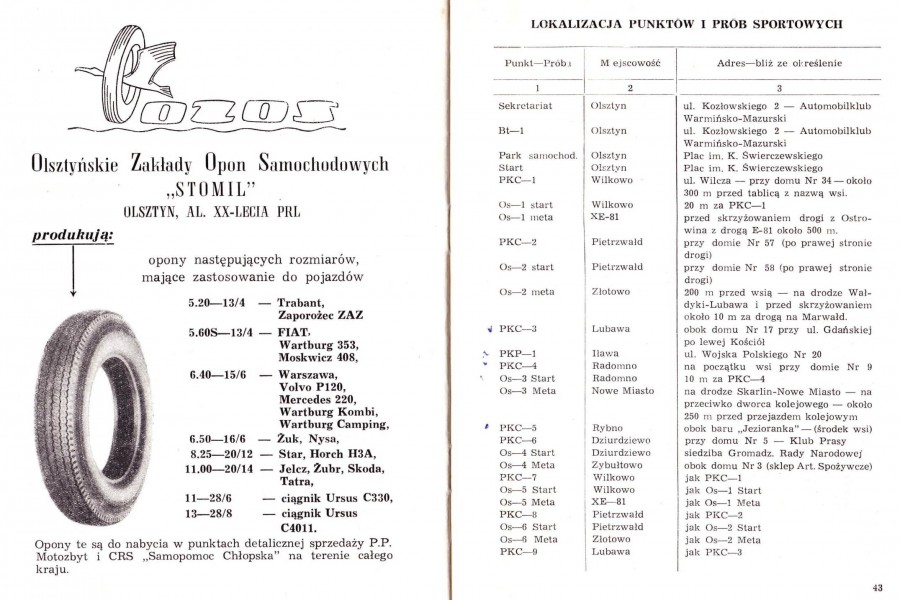 OZOS
Olsztyńskie Zakłady Opon Samochodowych
„STOMIL”
OLSZTYN, AL. XX-LECIA PRL
produkują:
opony następujących rozmiarów,
mające zastosowanie do pojazdów
5.20—13/4 — Trabant,
Zaporożec ZAZ
5.60S—13/4 — FIAT,
Wartburg 353,
Moskwicz 408,
6.40—15/6 — Warszawa,
Volvo P120,
Mercedes 220,
Wartburg Kombi,
Wartburg Camping,
6.50—16/6 — Żuk, Nysa,
8.25—20/12 — Star, Horch H3A,
11.00—20/14 — Jelcz, Żubr, Skoda,
Tatra,
11—28/6 — ciągnik Ursus C330,
13—28/8 — ciągnik Ursus
C4011.
Opony te są do nabycia w punktach detalicznej sprzedaży P.P.
Motozbyt i CRS „Samopomoc Chłopska” na terenie całego
kraju.
LOKALIZACJA PUNKTÓW I PRÓB SPORTOWYCH
Punkt—Próba M ejscowość Adres—bliż ze określenie
1 2 3
Sekretariat Olsztyn ul. Kozłowskiego 2 — Automobilklub
Warmińsko-Mazurski
Bt—1 Olsztyn ul. Kozłowskiego 2 — Automobilklub
Warmińsko-Mazurski
Park samochod. Olsztyn Plac im. K. Świerczewskiego
Start Olsztyn Plac im. K. Świerczewskiego
PKC—1 Wilkowo ul. Wilcza — przy domu Nr 34 — około
300 m przed tablicą z nazwą wsi.
Os—1 start Wilkowo 20 m za PKC—1
Os—1 meta XE-81 przed skrzyżowaniem drogi z Ostro-
wina z drogą E-81 około 500 m.
PKC—2 Pietrzwałd przy domie Nr 57 (po prawej stronie
drogi)
Os—2 start Pietrzwałd przy domie Nr 58 (po prawej stronie
drogi)
Os—2 meta Złotowo 200 m przed wsią — na drodze Wał-
dyki-Lubawa i przed skrzyżowaniem
około 10 m za drogą na Marwałd.
PKC—3 Lubawa obok domu Nr 17 przy ul. Gdańskiej
po lewej Kościół
PKP—1 Iława ul. Wojska Polskiego Nr 20
PKC—4 Radomno na początku wsi przy domie Nr 9
Os—3 Start Radomno 10 m za PKC—4
Os—3 Meta Nowe Miasto na drodze Skarlin-Nowe Miasto — na
przeciwko dworca kolejowego — około
250 m przed przejazdem kolejowym
PKC—5 Rybno obok baru „Jezioranka” — (środek wsi)
PKC—6 Dziurdziewo przy domu Nr 5 — Klub Prasy
Os—4 Start Dziurdziewo siedziba Gromadz. Rady Narodowej
Os—4 Meta Zybułtowo obok domu Nr 3 (sklep Art. Spożywcze)
PKC—7 Wilkowo jak PKC—1
Os—5 Start Wilkowo jak Os—1 Start
Os—5 Meta XE—81 jak Os—1 Meta
PKC—8 Pietrzwałd jak PKC—2
Os—6 Start Pietrzwałd jak Os—2 Start
Os—6 Meta Złotowo jak Os—2 Meta
PKC—9 Lubawa jak PKC—3
43